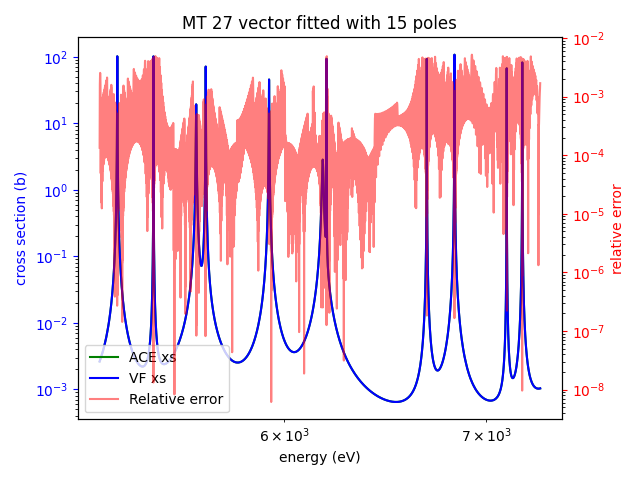 MT 27 vector fitted with 15 poles
10²
10¹
10⁰
10⁻¹
10⁻²
10⁻³
cross section (b)
10⁻²
10⁻³
10⁻⁴
10⁻⁵
10⁻⁶
10⁻⁷
10⁻⁸
relative error
ACE xs
VF xs
Relative error
6 × 10³
7 × 10³
energy (eV)